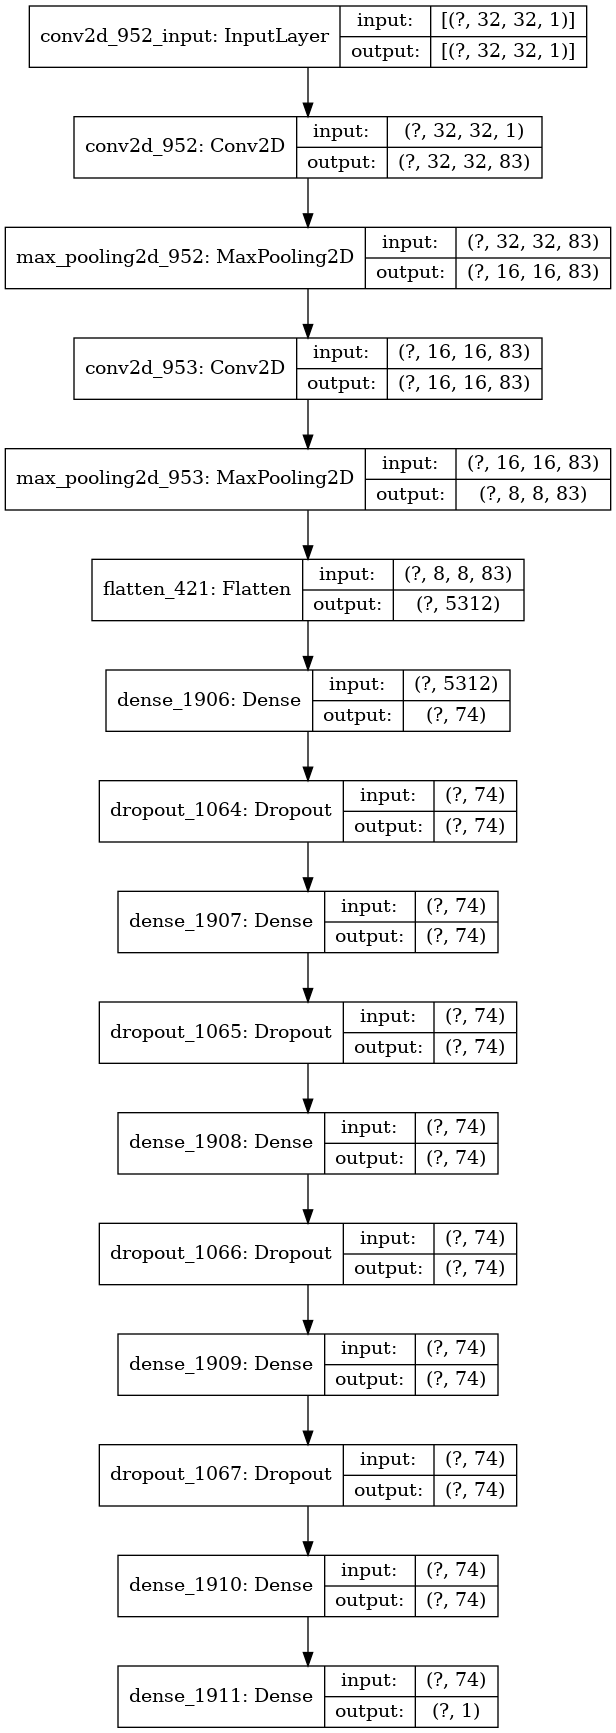 conv2d_952_input: InputLayer
input: [(?, 32, 32, 1)]
output: [(?, 32, 32, 1)]
conv2d_952: Conv2D
input: (?, 32, 32, 1)
output: (?, 32, 32, 83)
max_pooling2d_952: MaxPooling2D
input: (?, 32, 32, 83)
output: (?, 16, 16, 83)
conv2d_953: Conv2D
input: (?, 16, 16, 83)
output: (?, 16, 16, 83)
max_pooling2d_953: MaxPooling2D
input: (?, 16, 16, 83)
output: (?, 8, 8, 83)
flatten_421: Flatten
input: (?, 8, 8, 83)
output: (?, 5312)
dense_1906: Dense
input: (?, 5312)
output: (?, 74)
dropout_1064: Dropout
input: (?, 74)
output: (?, 74)
dense_1907: Dense
input: (?, 74)
output: (?, 74)
dropout_1065: Dropout
input: (?, 74)
output: (?, 74)
dense_1908: Dense
input: (?, 74)
output: (?, 74)
dropout_1066: Dropout
input: (?, 74)
output: (?, 74)
dense_1909: Dense
input: (?, 74)
output: (?, 74)
dropout_1067: Dropout
input: (?, 74)
output: (?, 74)
dense_1910: Dense
input: (?, 74)
output: (?, 74)
dense_1911: Dense
input: (?, 74)
output: (?, 1)